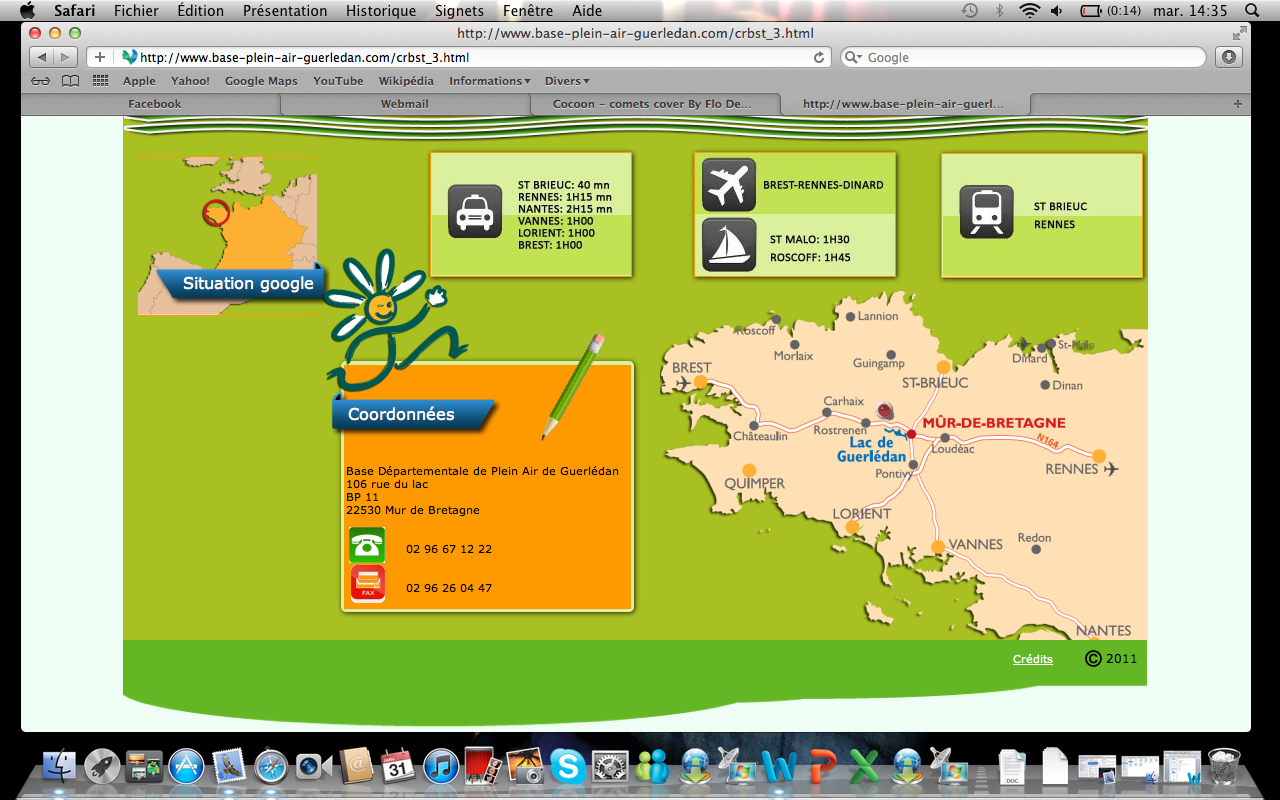 Safari Fichier Édition Présentation Historique Signets Fenêtre Aide (0:14) mar. 14:35
http://www.base-plein-air-guerledan.com/crbst_3.html
http://www.base-plein-air-guerledan.com/crbst_3.html Google
Apple Yahoo! Google Maps YouTube Wikipédia Informations Divers
Facebook Webmail Cocoon – comets cover By Flo De... http://www.base-plein-air-guerl...
Situation google
ST BRIEUC: 40 mn
RENNES: 1H15 mn
NANTES: 2H15 mn
VANNES: 1H00
LORIENT: 1H00
BREST: 1H00
BREST-RENNES-DINARD
ST MALO: 1H30
ROSCOFF: 1H45
ST BRIEUC
RENNES
Coordonnées
Base Départementale de Plein Air de Guerlédan
106 rue du lac
BP 11
22530 Mur de Bretagne
02 96 67 12 22
FAX
02 96 26 04 47
Lannion
Roscoff
Morlaix
Guingamp
St-Malo
Dinard
BREST
ST-BRIEUC
Dinan
Carhaix
Châteaulin
Rostrenen
MÛR-DE-BRETAGNE
Lac de
Guerlédan
Loudéac
N164
Pontivy
RENNES
QUIMPER
LORIENT
VANNES
Redon
NANTES
Crédits © 2011
JAN 31
DOC